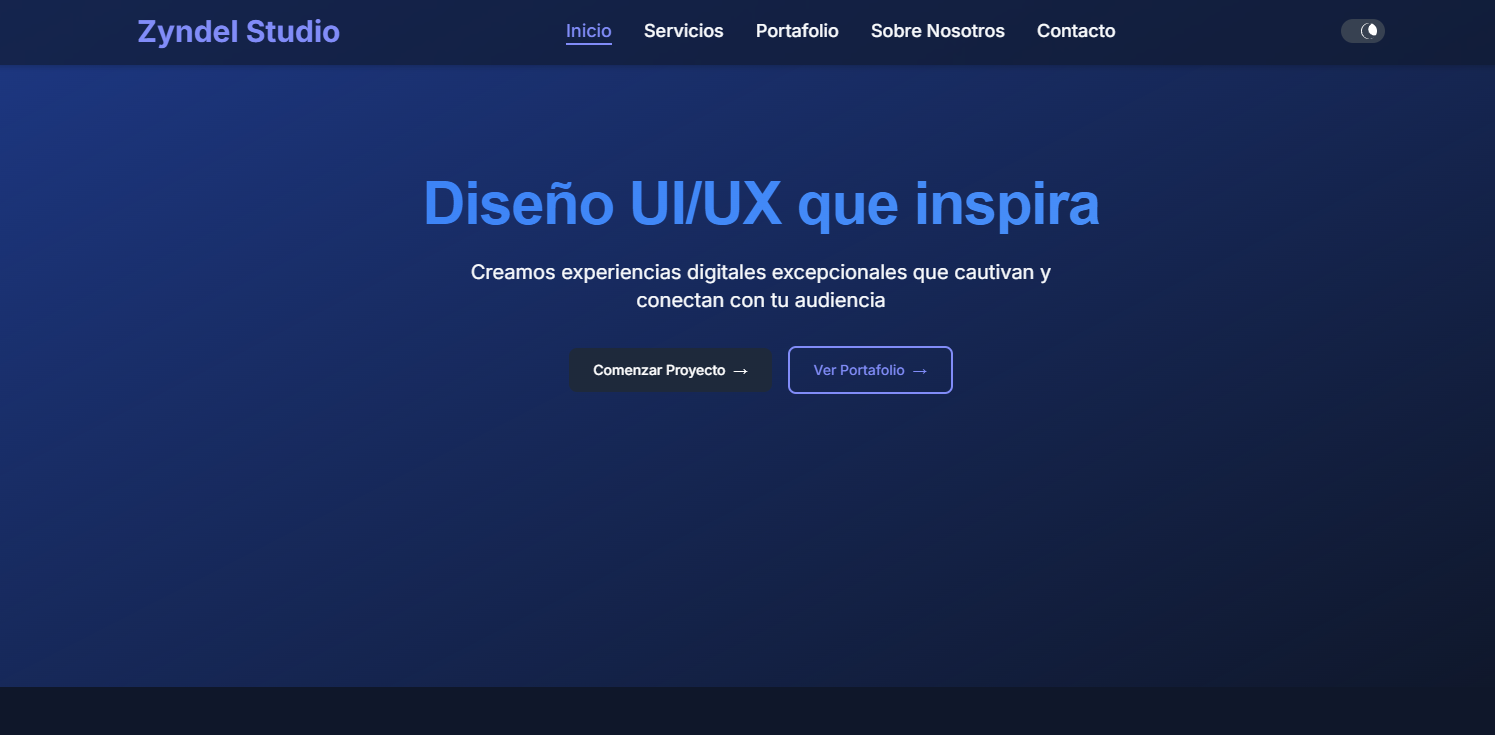 Zyndel Studio
Inicio Servicios Portafolio Sobre Nosotros Contacto
Diseño UI/UX que inspira
Creamos experiencias digitales excepcionales que cautivan y
conectan con tu audiencia
Comenzar Proyecto →
Ver Portafolio →